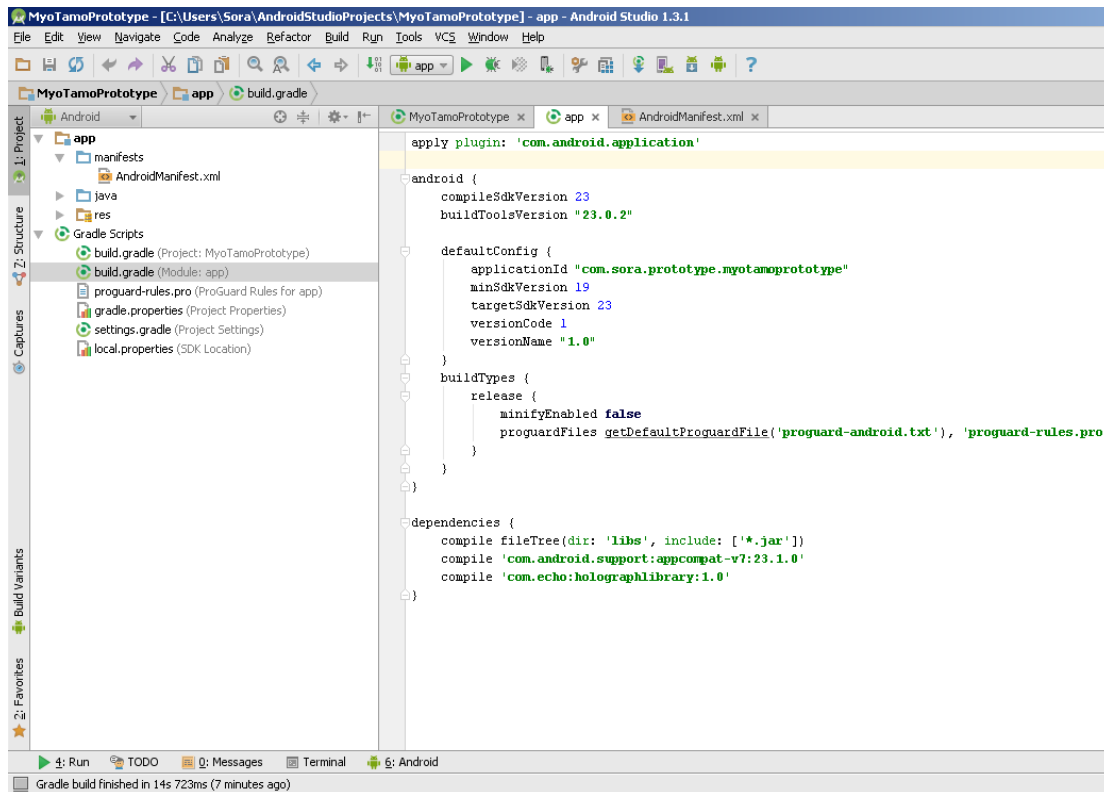 MyoTamoPrototype - [C:\Users\Sora\AndroidStudioProjects\MyoTamoPrototype] - app - Android Studio 1.3.1
File Edit View Navigate Code Analyze Refactor Build Run Tools VCS Window Help
app
MyoTamoPrototype app build.gradle
Android
MyoTamoPrototype app AndroidManifest.xml
1: Project
Z: Structure
Captures
Build Variants
2: Favorites
app
manifests
AndroidManifest.xml
java
res
Gradle Scripts
build.gradle (Project: MyoTamoPrototype)
build.gradle (Module: app)
proguard-rules.pro (ProGuard Rules for app)
gradle.properties (Project Properties)
settings.gradle (Project Settings)
local.properties (SDK Location)
apply plugin: 'com.android.application'
android {
compileSdkVersion 23
buildToolsVersion "23.0.2"
defaultConfig {
applicationId "com.sora.prototype.myotamoprototype"
minSdkVersion 19
targetSdkVersion 23
versionCode 1
versionName "1.0"
}
buildTypes {
release {
minifyEnabled false
proguardFiles getDefaultProguardFile('proguard-android.txt'), 'proguard-rules.pro
}
}
}
dependencies {
compile fileTree(dir: 'libs', include: ['*.jar'])
compile 'com.android.support:appcompat-v7:23.1.0'
compile 'com.echo:holographlibrary:1.0'
}
4: Run TODO 0: Messages Terminal 6: Android
Gradle build finished in 14s 723ms (7 minutes ago)